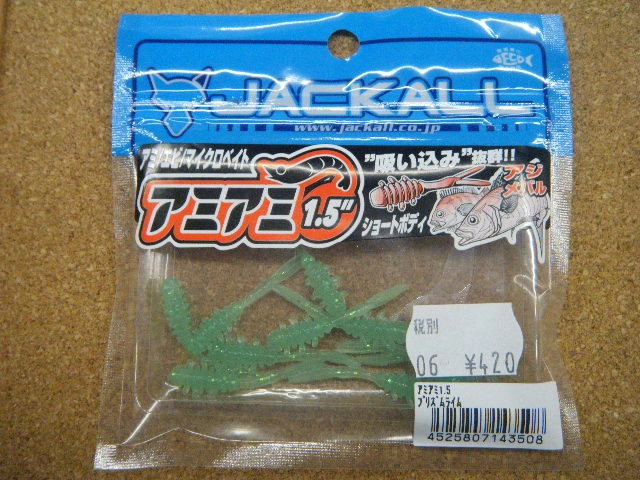 ECO
JACKALL
www.jackall.co.jp
アミ/エビ/マイクロベイト
アミアミ 1.5"
"吸い込み"抜群!!
ショートボディ
アジ
メバル
税別
06 ¥420
アミアミ1.5
プリズムライム
4525807143508